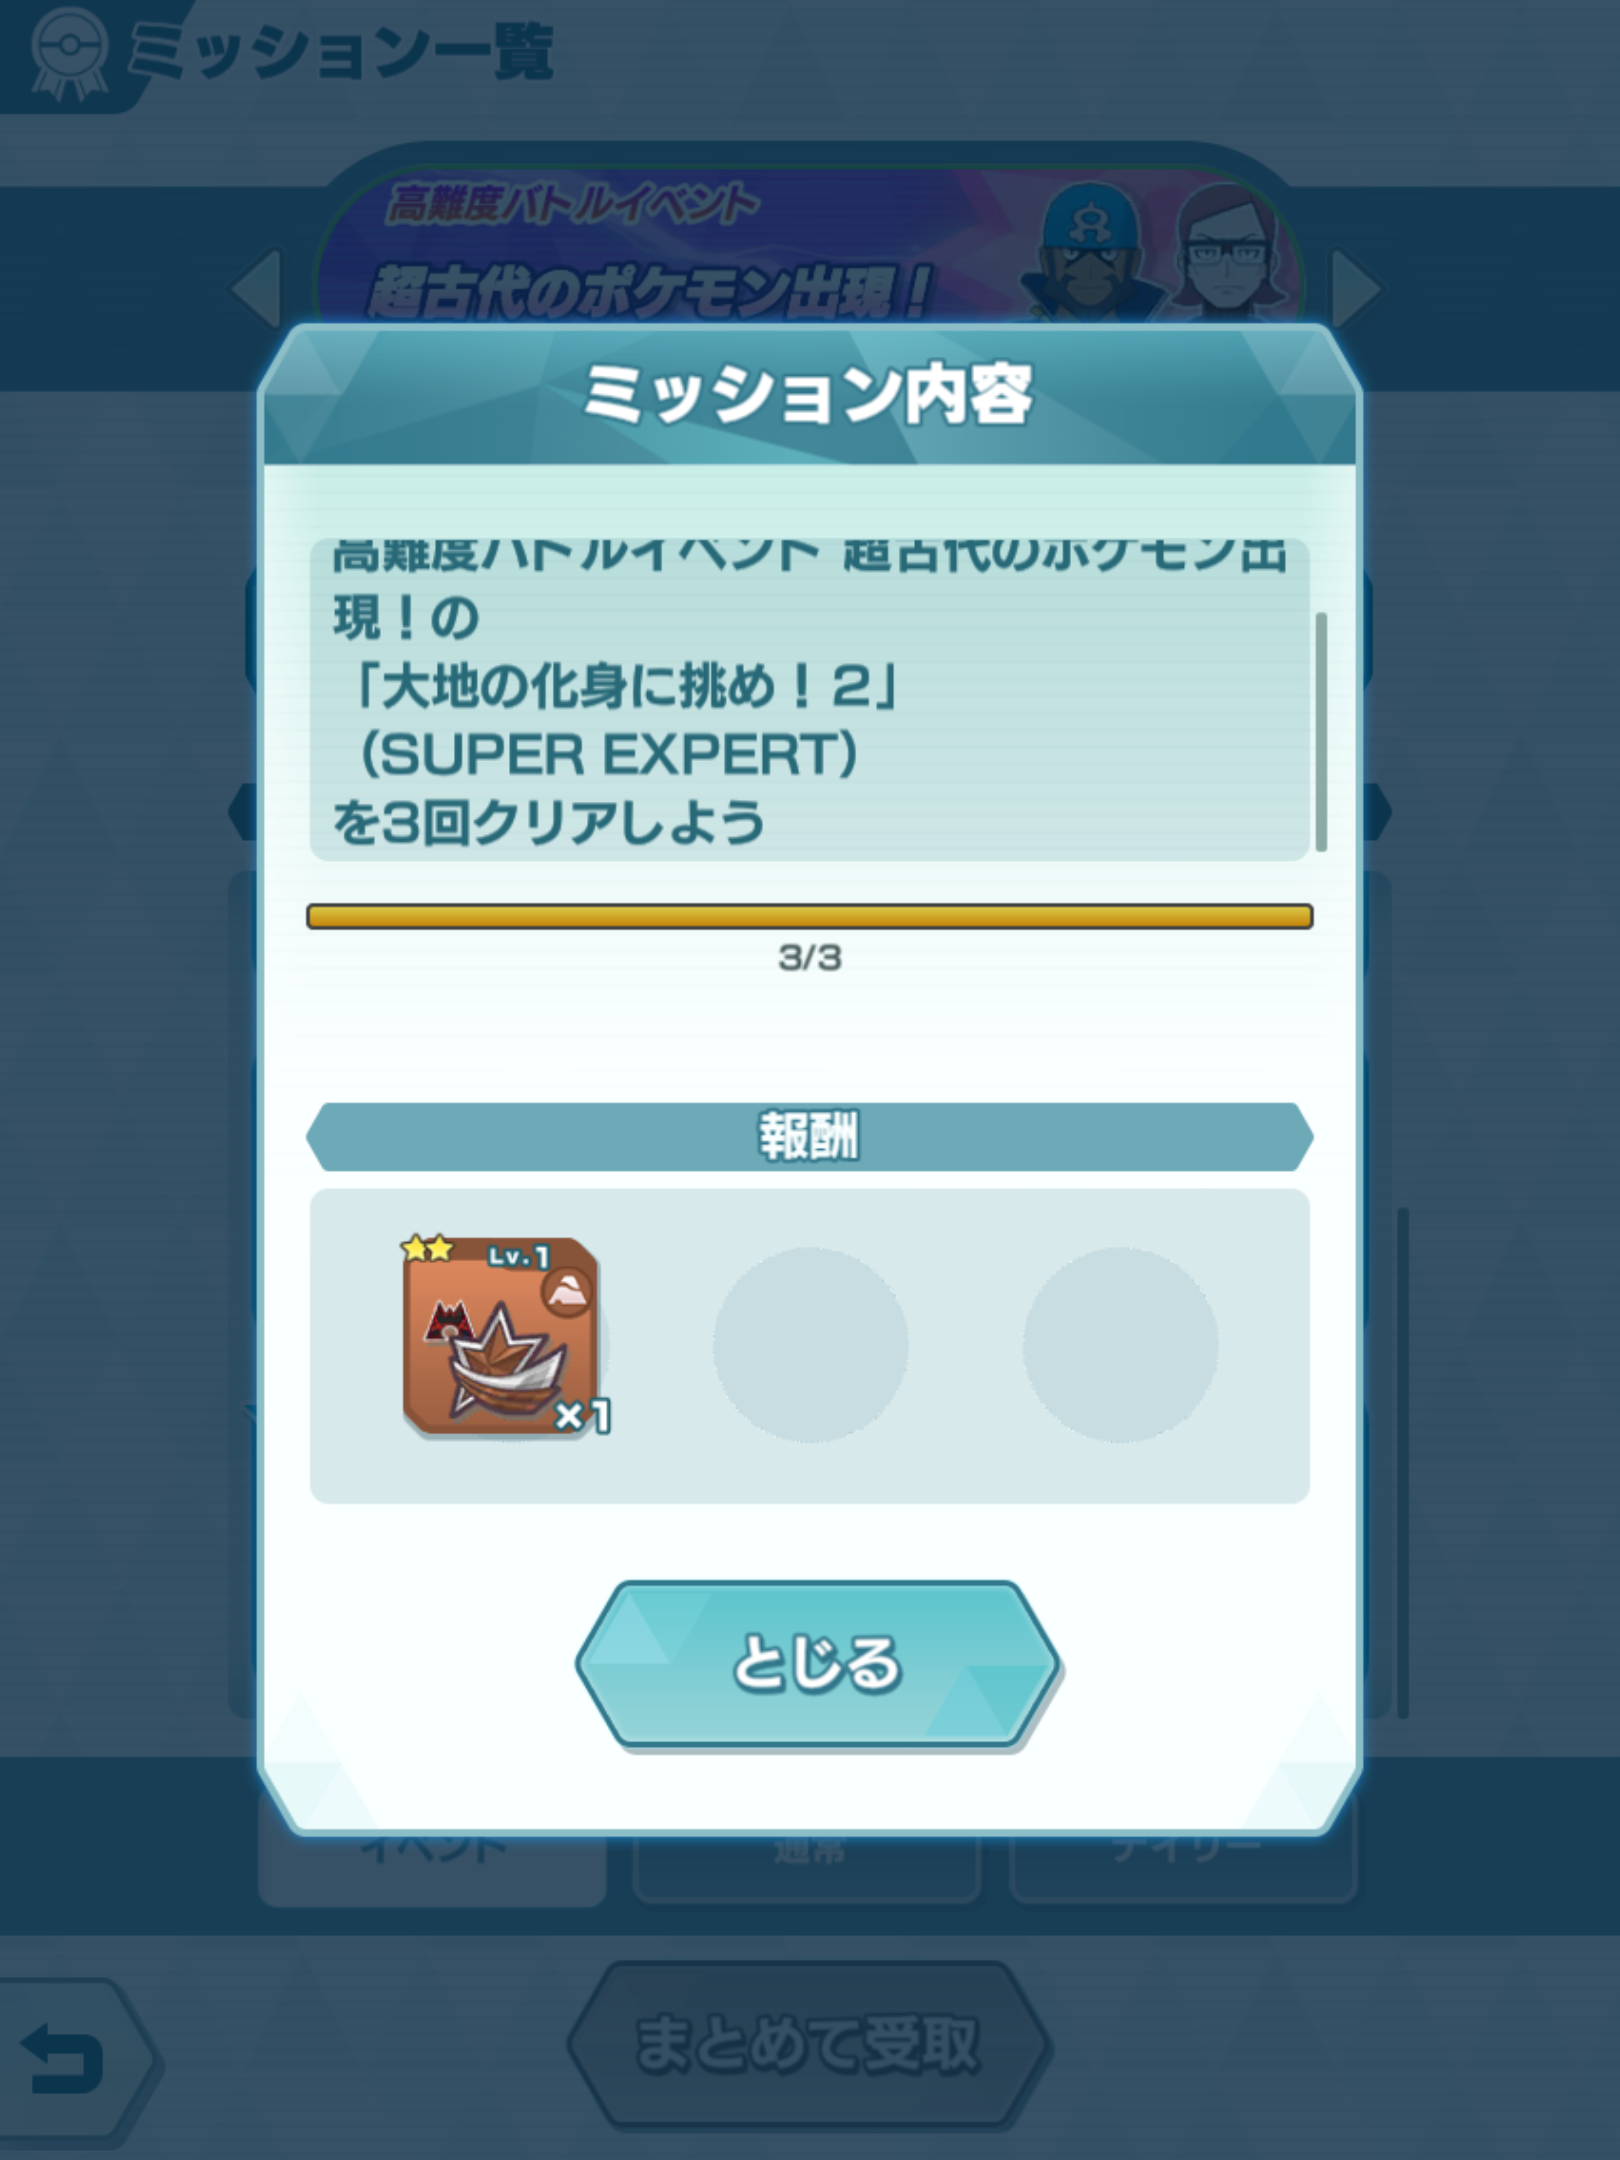 ミッション一覧
高難度バトルイベント
超古代のポケモン出現！
ミッション内容
高難度バトルイベント 超古代のポケモン出
現！の
「大地の化身に挑め！２」
（SUPER EXPERT）
を3回クリアしよう
3/3
報酬
Lv.1
×1
とじる
イベント
通常
デイリー
まとめて受取